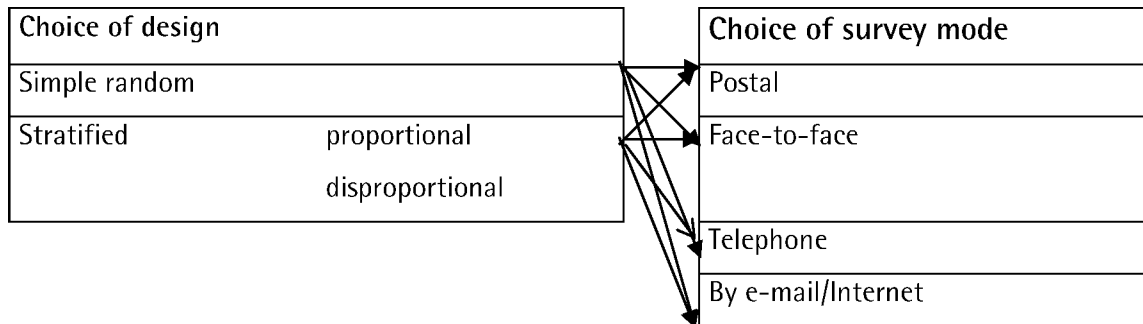 Choice of design
Simple random
Stratified proportional
disproportional
Choice of survey mode
Postal
Face-to-face
Telephone
By e-mail/Internet